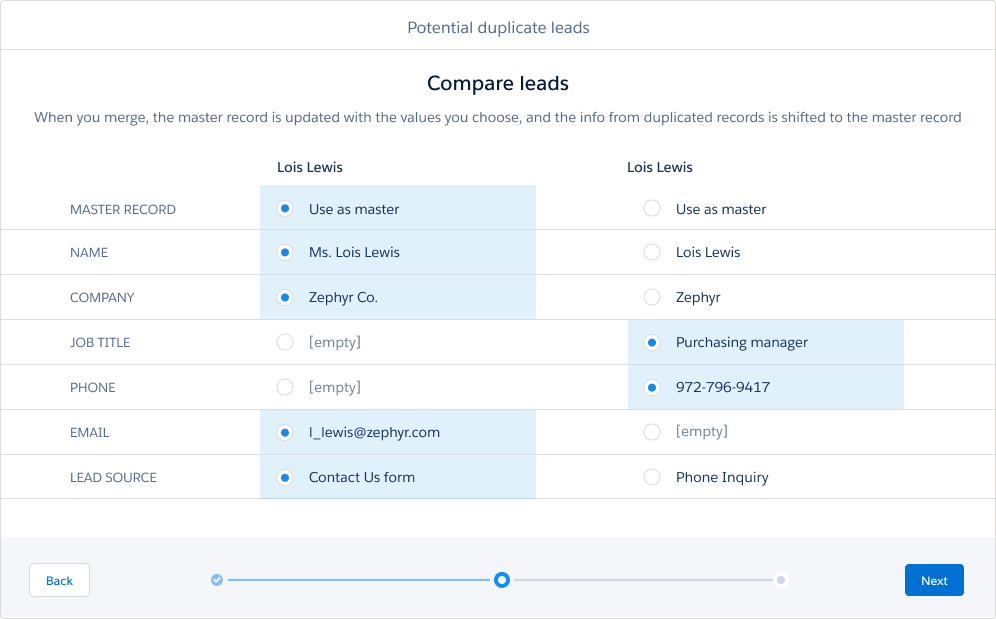 Potential duplicate leads
Compare leads
When you merge, the master record is updated with the values you choose, and the info from duplicated records is shifted to the master record
Lois Lewis Lois Lewis
MASTER RECORD Use as master Use as master
NAME Ms. Lois Lewis Lois Lewis
COMPANY Zephyr Co. Zephyr
JOB TITLE [empty] Purchasing manager
PHONE [empty] 972-796-9417
EMAIL l_lewis@zephyr.com [empty]
LEAD SOURCE Contact Us form Phone Inquiry
Back Next